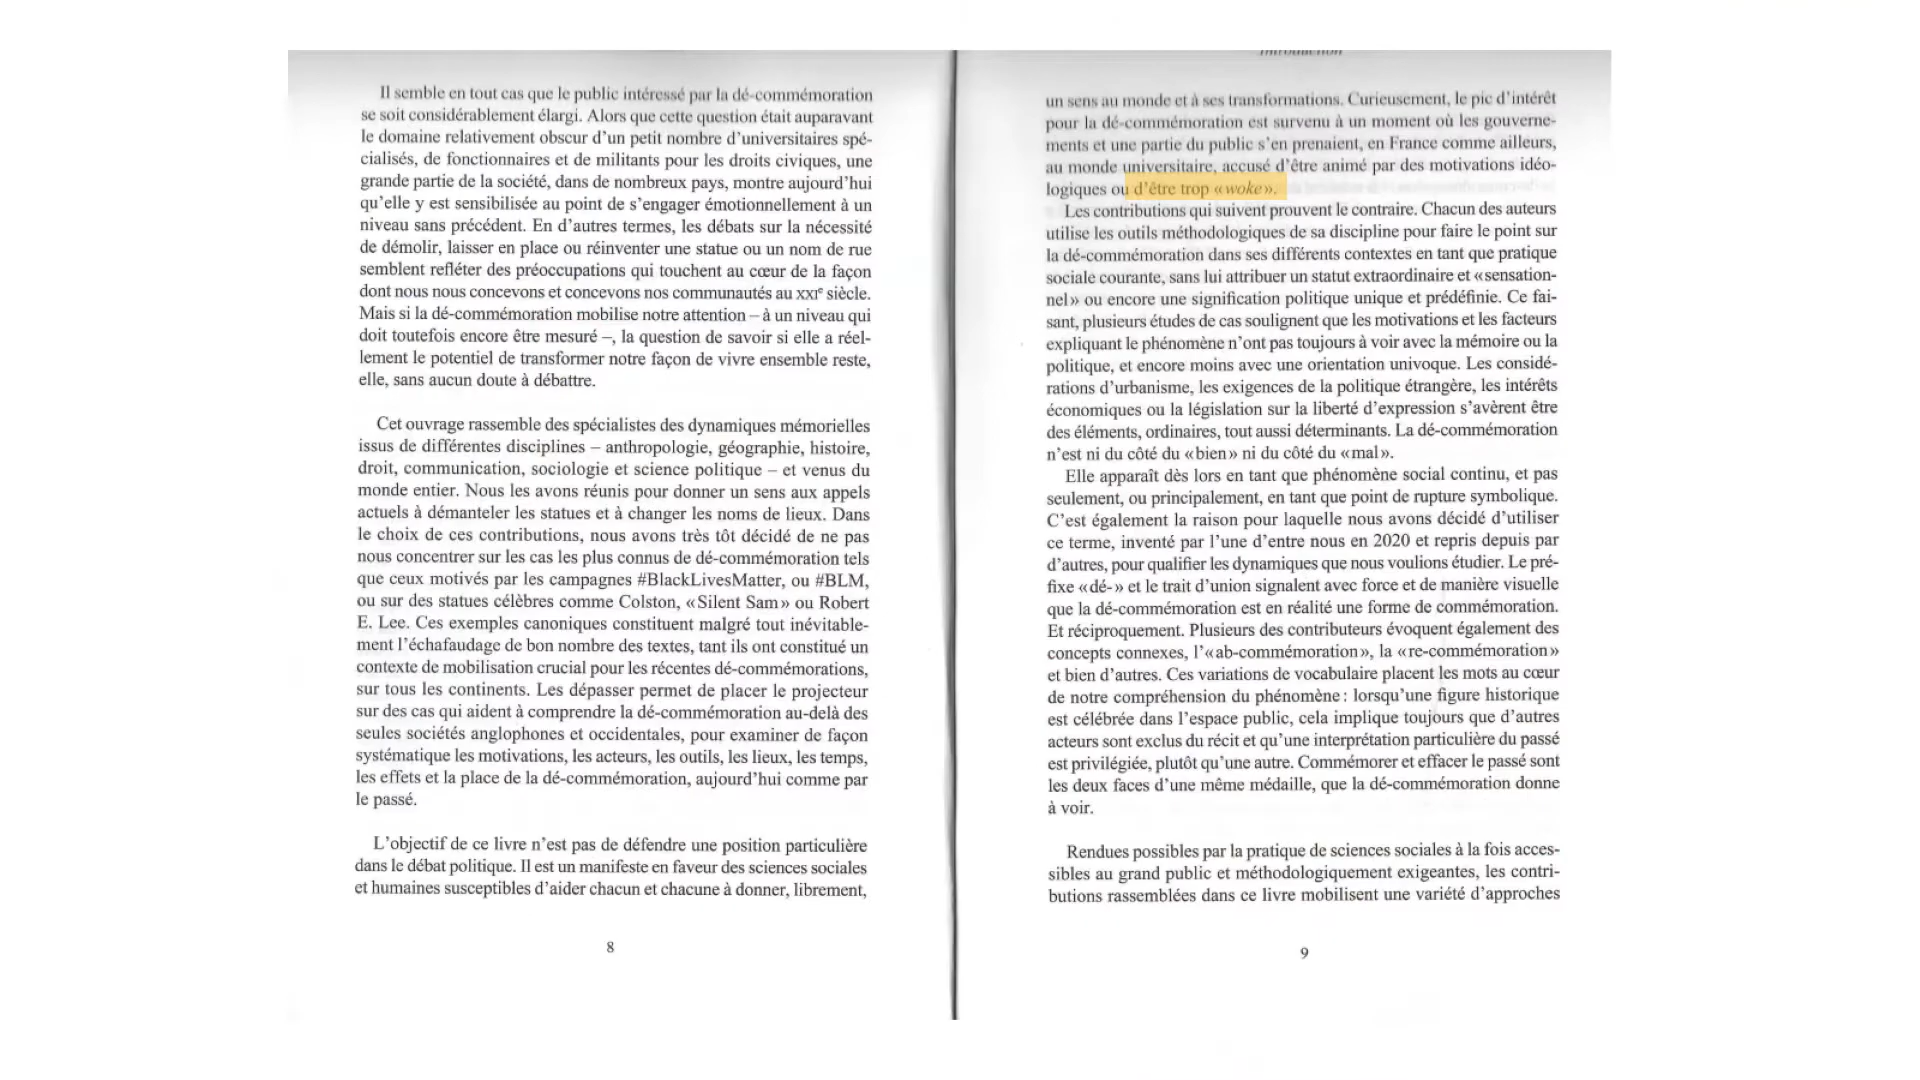 Il semble en tout cas que le public intéressé par la dé-commémoration
se soit considérablement élargi. Alors que cette question était auparavant
le domaine relativement obscur d'un petit nombre d'universitaires spé-
cialisés, de fonctionnaires et de militants pour les droits civiques, une
grande partie de la société, dans de nombreux pays, montre aujourd'hui
qu'elle y est sensibilisée au point de s'engager émotionnellement à un
niveau sans précédent. En d'autres termes, les débats sur la nécessité
de démolir, laisser en place ou réinventer une statue ou un nom de rue
semblent refléter des préoccupations qui touchent au cœur de la façon
dont nous nous concevons et concevons nos communautés au XXIe siècle.
Mais si la dé-commémoration mobilise notre attention – à un niveau qui
doit toutefois encore être mesuré –, la question de savoir si elle a réel-
lement le potentiel de transformer notre façon de vivre ensemble reste,
elle, sans aucun doute à débattre.
Cet ouvrage rassemble des spécialistes des dynamiques mémorielles
issus de différentes disciplines – anthropologie, géographie, histoire,
droit, communication, sociologie et science politique – et venus du
monde entier. Nous les avons réunis pour donner un sens aux appels
actuels à démanteler les statues et à changer les noms de lieux. Dans
le choix de ces contributions, nous avons très tôt décidé de ne pas
nous concentrer sur les cas les plus connus de dé-commémoration tels
que ceux motivés par les campagnes #BlackLivesMatter, ou #BLM,
ou sur des statues célèbres comme Colston, «Silent Sam» ou Robert
E. Lee. Ces exemples canoniques constituent malgré tout inévitable-
ment l'échafaudage de bon nombre des textes, tant ils ont constitué un
contexte de mobilisation crucial pour les récentes dé-commémorations,
sur tous les continents. Les dépasser permet de placer le projecteur
sur des cas qui aident à comprendre la dé-commémoration au-delà des
seules sociétés anglophones et occidentales, pour examiner de façon
systématique les motivations, les acteurs, les outils, les lieux, les temps,
les effets et la place de la dé-commémoration, aujourd'hui comme par
le passé.
L'objectif de ce livre n'est pas de défendre une position particulière
dans le débat politique. Il est un manifeste en faveur des sciences sociales
et humaines susceptibles d'aider chacun et chacune à donner, librement,
8
Introduction
un sens au monde et à ses transformations. Curieusement, le pic d'intérêt
pour la dé-commémoration est survenu à un moment où les gouverne-
ments et une partie du public s'en prenaient, en France comme ailleurs,
au monde universitaire, accusé d'être animé par des motivations idéo-
logiques ou d'être trop «woke».
Les contributions qui suivent prouvent le contraire. Chacun des auteurs
utilise les outils méthodologiques de sa discipline pour faire le point sur
la dé-commémoration dans ses différents contextes en tant que pratique
sociale courante, sans lui attribuer un statut extraordinaire et «sensation-
nel» ou encore une signification politique unique et prédéfinie. Ce fai-
sant, plusieurs études de cas soulignent que les motivations et les facteurs
expliquant le phénomène n'ont pas toujours à voir avec la mémoire ou la
politique, et encore moins avec une orientation univoque. Les considé-
rations d'urbanisme, les exigences de la politique étrangère, les intérêts
économiques ou la législation sur la liberté d'expression s'avèrent être
des éléments, ordinaires, tout aussi déterminants. La dé-commémoration
n'est ni du côté du «bien» ni du côté du «mal».
Elle apparaît dès lors en tant que phénomène social continu, et pas
seulement, ou principalement, en tant que point de rupture symbolique.
C'est également la raison pour laquelle nous avons décidé d'utiliser
ce terme, inventé par l'une d'entre nous en 2020 et repris depuis par
d'autres, pour qualifier les dynamiques que nous voulions étudier. Le pré-
fixe «dé-» et le trait d'union signalent avec force et de manière visuelle
que la dé-commémoration est en réalité une forme de commémoration.
Et réciproquement. Plusieurs des contributeurs évoquent également des
concepts connexes, l'«ab-commémoration», la «re-commémoration»
et bien d'autres. Ces variations de vocabulaire placent les mots au cœur
de notre compréhension du phénomène : lorsqu'une figure historique
est célébrée dans l'espace public, cela implique toujours que d'autres
acteurs sont exclus du récit et qu'une interprétation particulière du passé
est privilégiée, plutôt qu'une autre. Commémorer et effacer le passé sont
les deux faces d'une même médaille, que la dé-commémoration donne
à voir.
Rendues possibles par la pratique de sciences sociales à la fois acces-
sibles au grand public et méthodologiquement exigeantes, les contri-
butions rassemblées dans ce livre mobilisent une variété d'approches
9